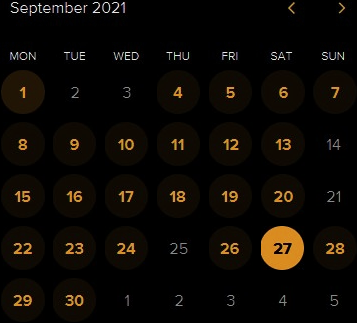 September 2021
MON TUE WED THU FRI SAT SUN
1 2 3 4 5 6 7
8 9 10 11 12 13 14
15 16 17 18 19 20 21
22 23 24 25 26 27 28
29 30 1 2 3 4 5